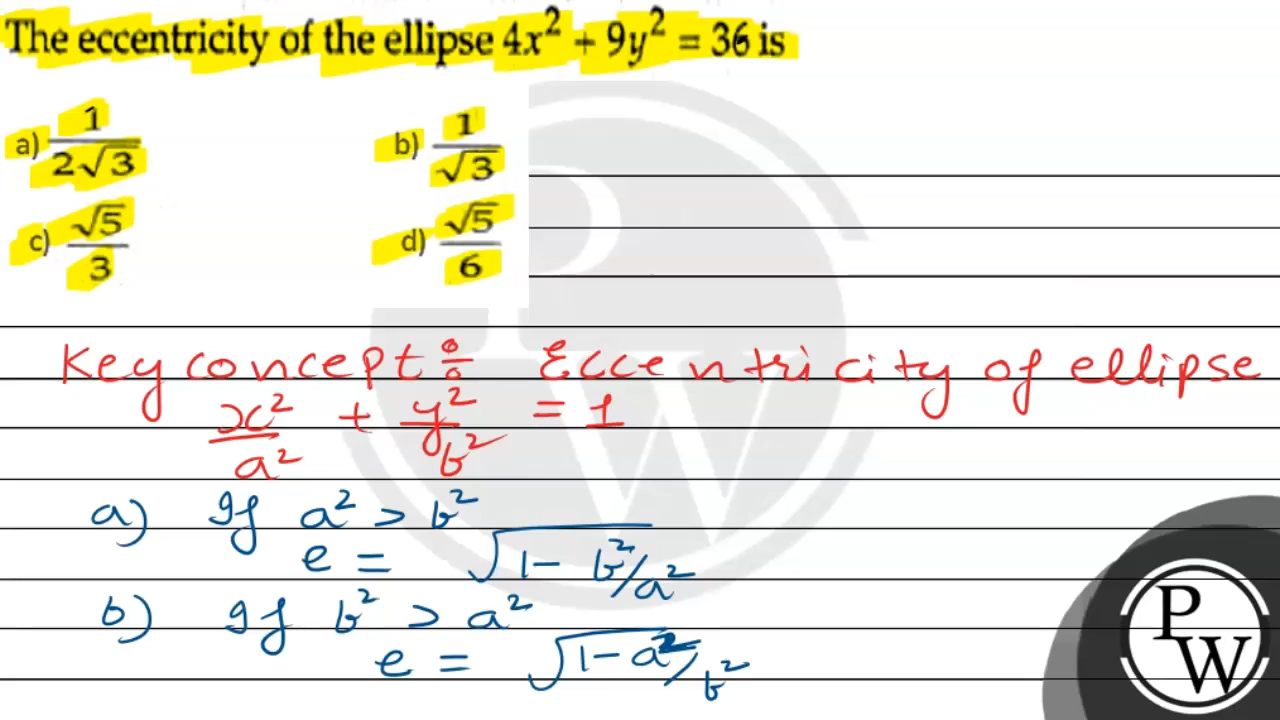 The eccentricity of the ellipse 4x² + 9y² = 36 is
a) 1/(2√3) b) 1/√3
c) √5/3 d) √5/6
Key concept : Eccentricity of ellipse
x²/a² + y²/b² = 1
a) If a² > b²
e = √(1 - b²/a²)
b) If b² > a²
e = √(1 - a²/b²)
PW
PW